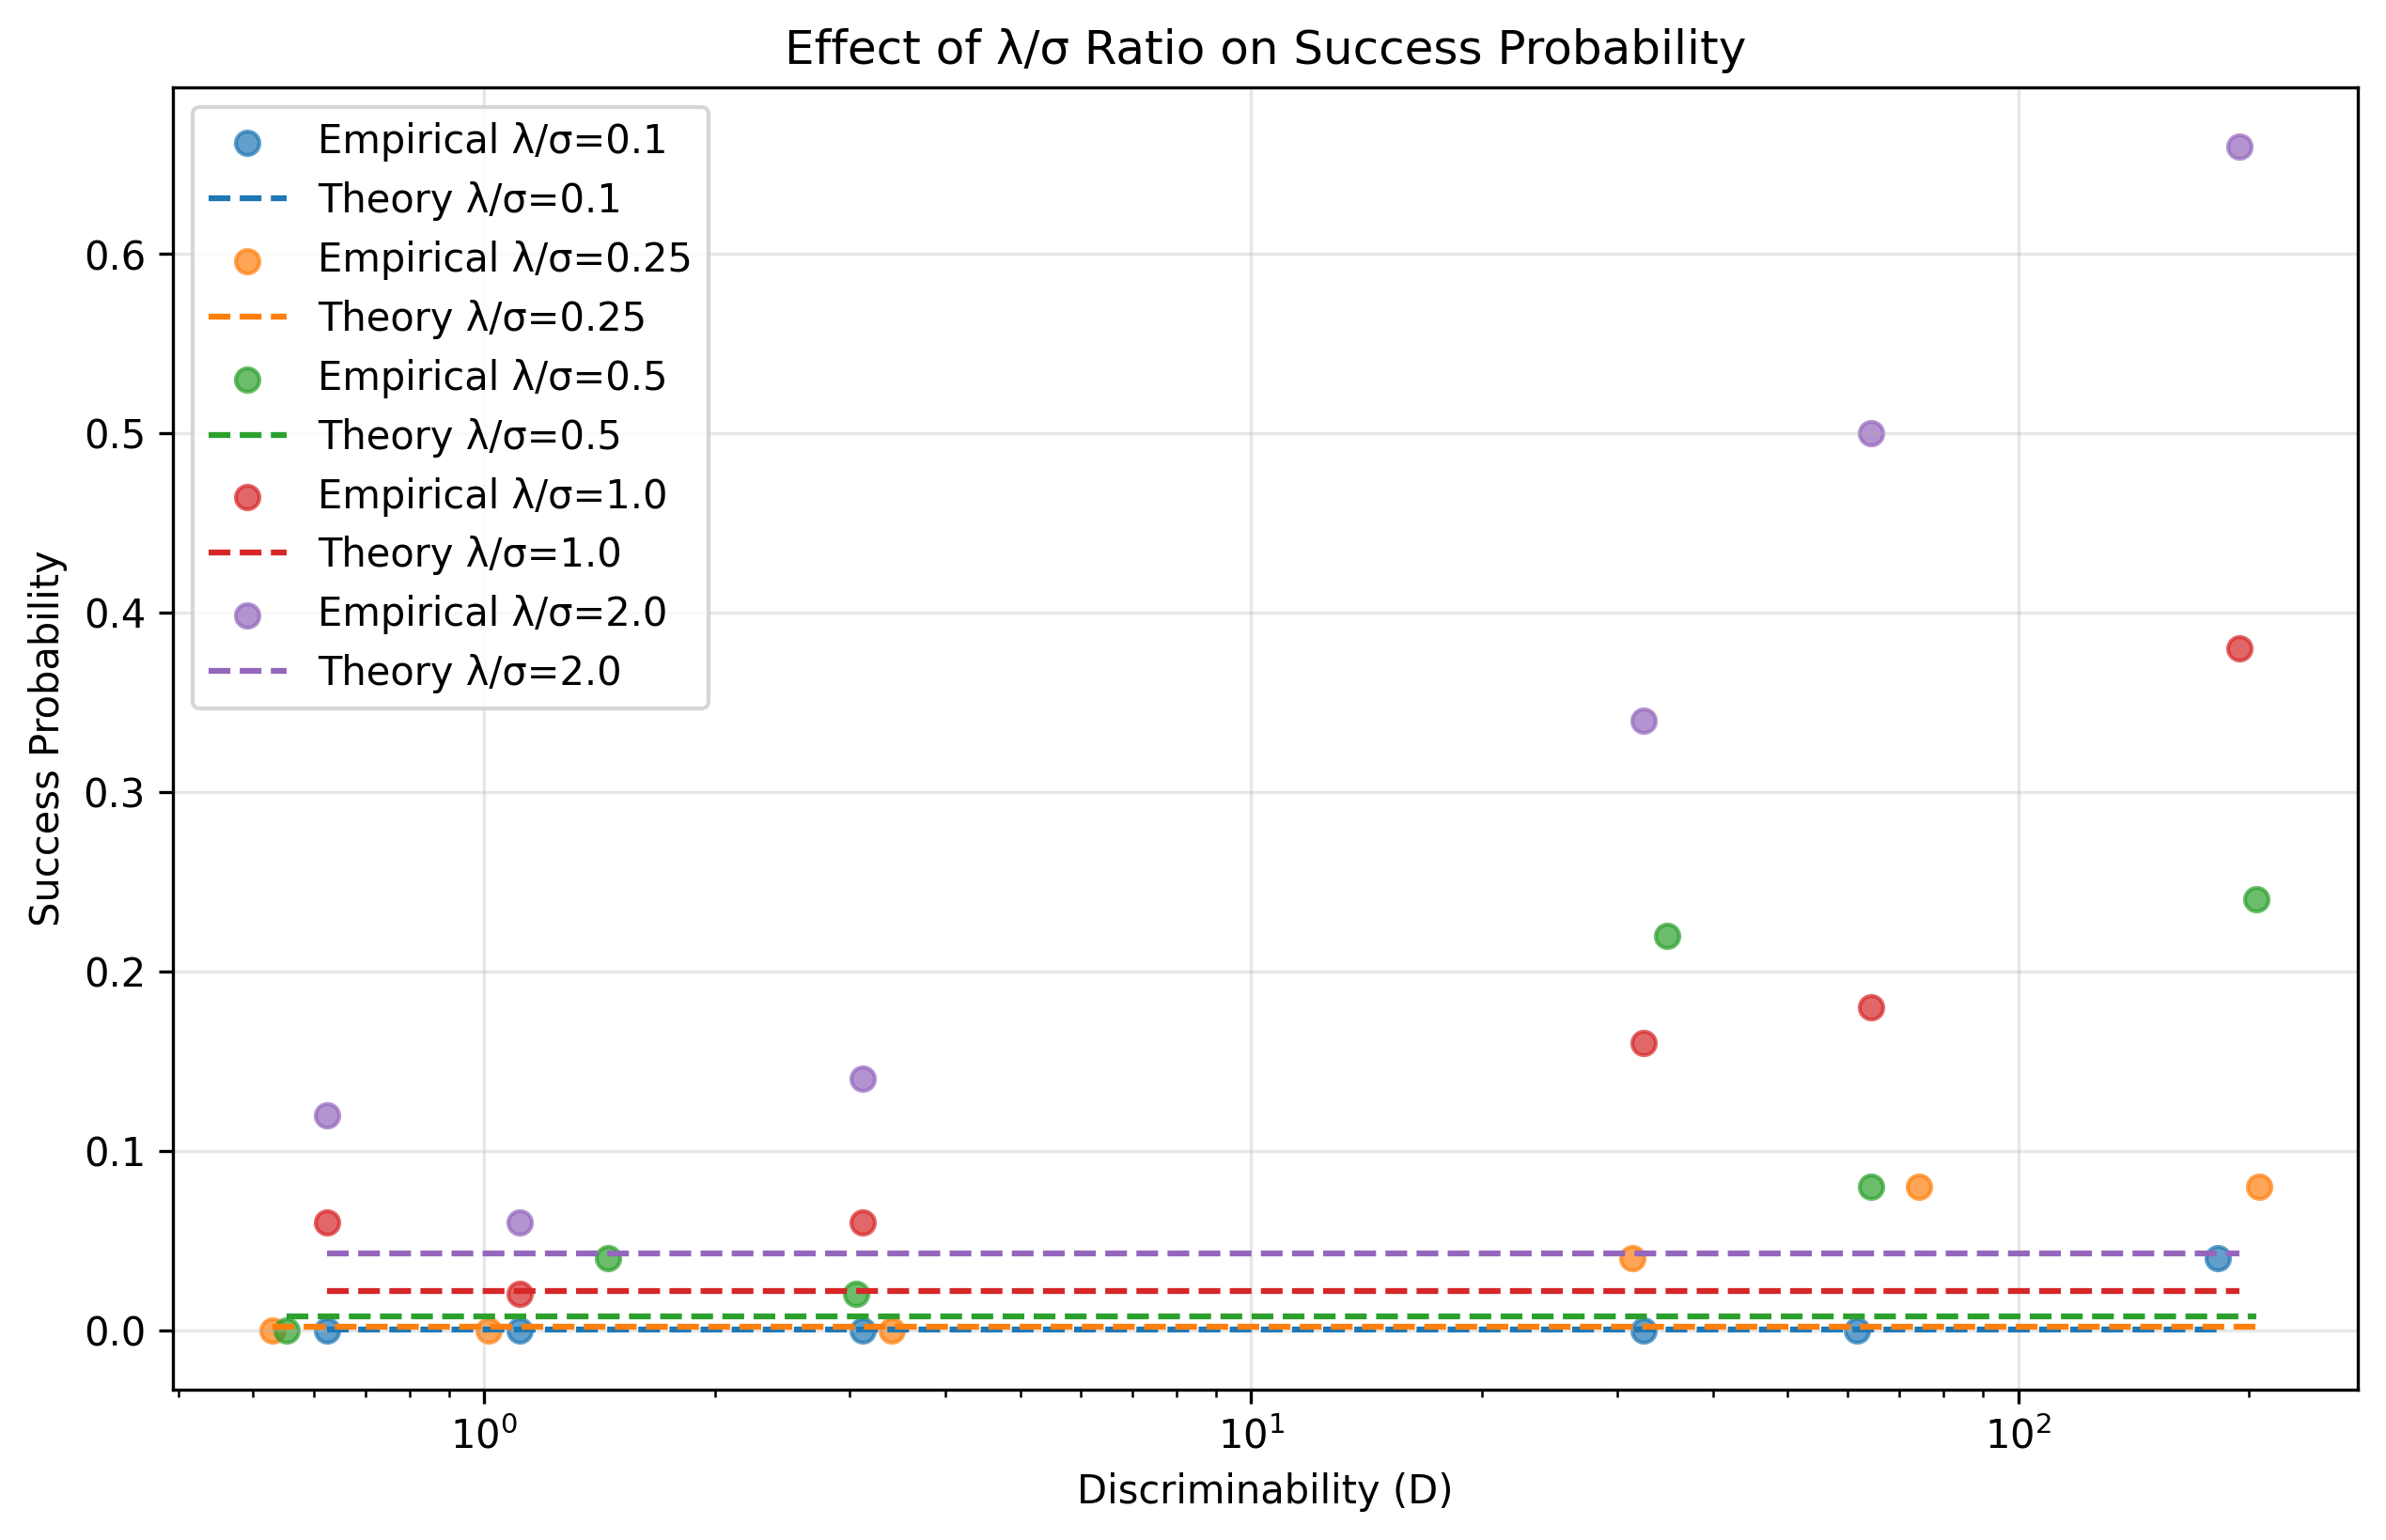 Effect of λ/σ Ratio on Success Probability
Empirical λ/σ=0.1
Theory λ/σ=0.1
Empirical λ/σ=0.25
Theory λ/σ=0.25
Empirical λ/σ=0.5
Theory λ/σ=0.5
Empirical λ/σ=1.0
Theory λ/σ=1.0
Empirical λ/σ=2.0
Theory λ/σ=2.0
Success Probability
0.6
0.5
0.4
0.3
0.2
0.1
0.0
10⁰ 10¹ 10²
Discriminability (D)